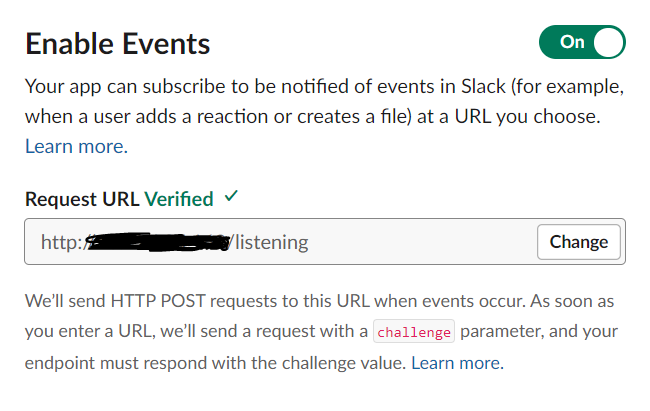 Enable Events
On
Your app can subscribe to be notified of events in Slack (for example,
when a user adds a reaction or creates a file) at a URL you choose.
Learn more.
Request URL Verified ✓
http:/ /listening
Change
We’ll send HTTP POST requests to this URL when events occur. As soon as
you enter a URL, we’ll send a request with a challenge parameter, and your
endpoint must respond with the challenge value. Learn more.